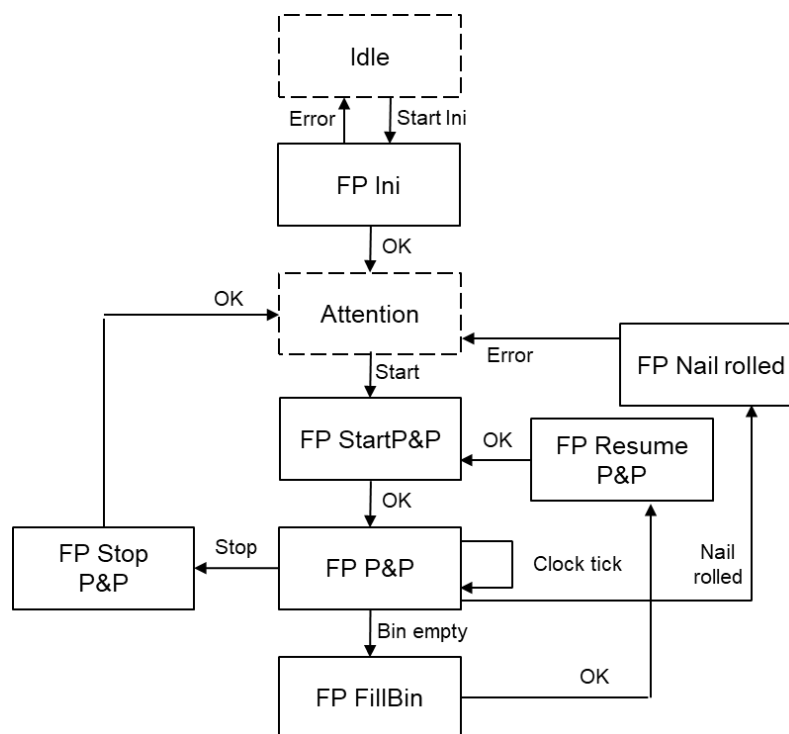 Idle
Error
Start Ini
FP Ini
OK
OK
Attention
Error
FP Nail rolled
Start
FP StartP&P
OK
FP Resume
P&P
OK
FP Stop
P&P
Stop
FP P&P
Clock tick
Nail
rolled
Bin empty
FP FillBin
OK